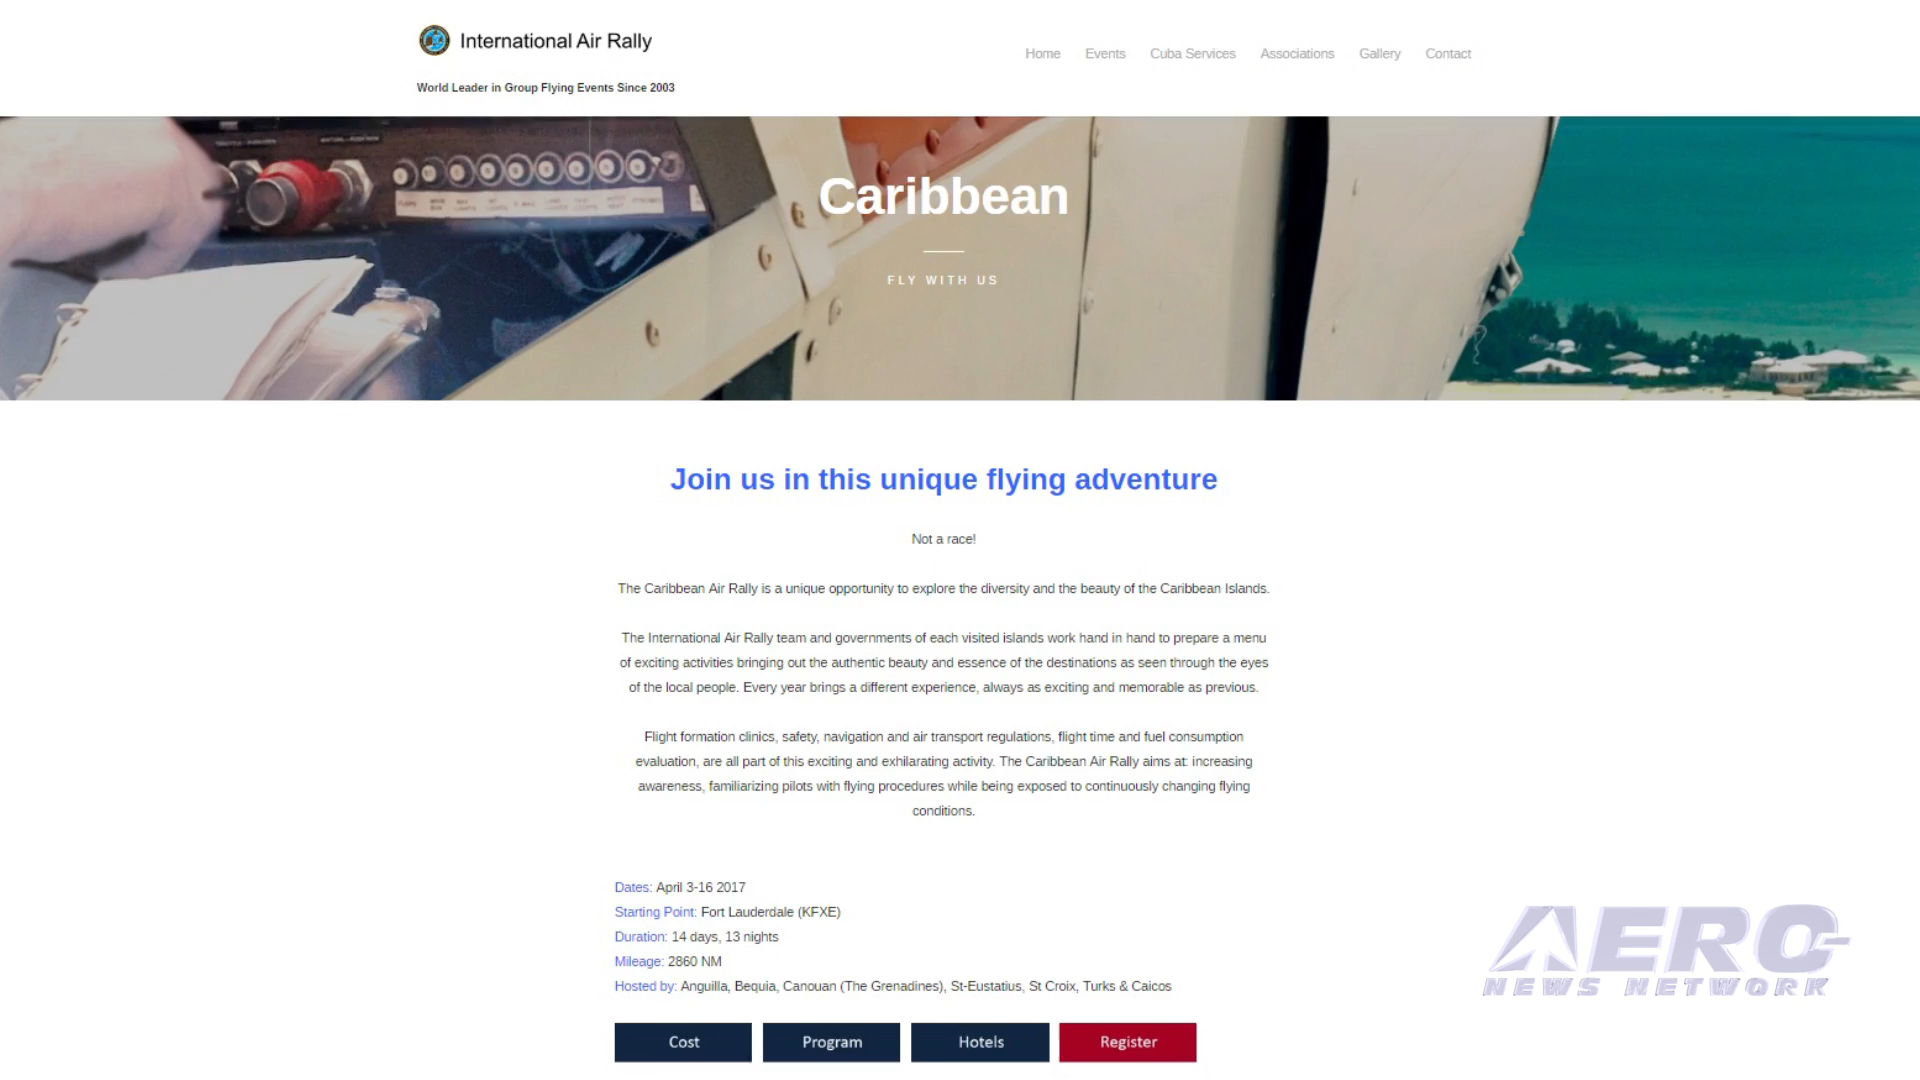 International Air Rally
World Leader in Group Flying Events Since 2003
Home Events Cuba Services Associations Gallery Contact
Caribbean
FLY WITH US
Join us in this unique flying adventure
Not a race!
The Caribbean Air Rally is a unique opportunity to explore the diversity and the beauty of the Caribbean Islands.
The International Air Rally team and governments of each visited islands work hand in hand to prepare a menu
of exciting activities bringing out the authentic beauty and essence of the destinations as seen through the eyes
of the local people. Every year brings a different experience, always as exciting and memorable as previous.
Flight formation clinics, safety, navigation and air transport regulations, flight time and fuel consumption
evaluation, are all part of this exciting and exhilarating activity. The Caribbean Air Rally aims at: increasing
awareness, familiarizing pilots with flying procedures while being exposed to continuously changing flying
conditions.
Dates: April 3-16 2017
Starting Point: Fort Lauderdale (KFXE)
Duration: 14 days, 13 nights
Mileage: 2860 NM
Hosted by: Anguilla, Bequia, Canouan (The Grenadines), St-Eustatius, St Croix, Turks & Caicos
Cost Program Hotels Register
AERO
NEWS NETWORK